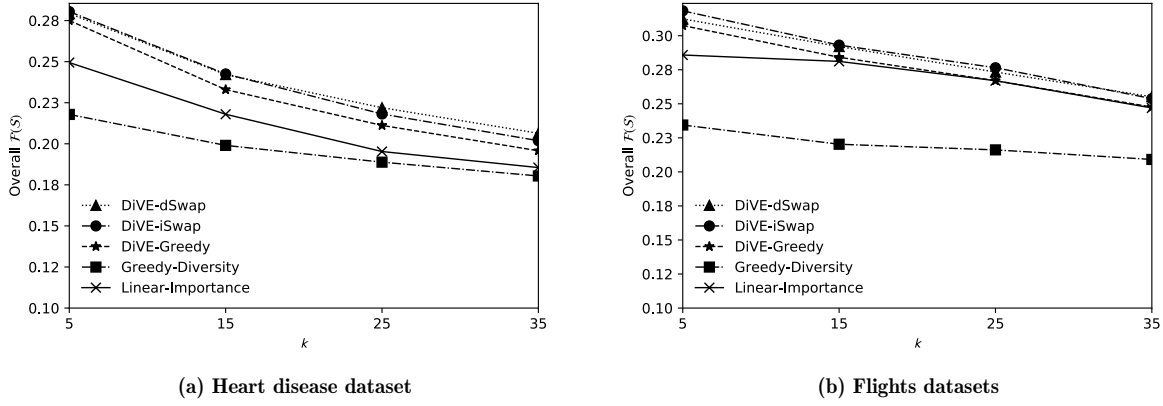 0.28
0.25
0.23
0.20
0.18
0.15
0.12
0.10
Overall F(S)
DiVE-dSwap
DiVE-iSwap
DiVE-Greedy
Greedy-Diversity
Linear-Importance
5
15
25
35
k
(a) Heart disease dataset
0.30
0.28
0.25
0.23
0.20
0.18
0.15
0.12
0.10
Overall F(S)
DiVE-dSwap
DiVE-iSwap
DiVE-Greedy
Greedy-Diversity
Linear-Importance
5
15
25
35
k
(b) Flights datasets